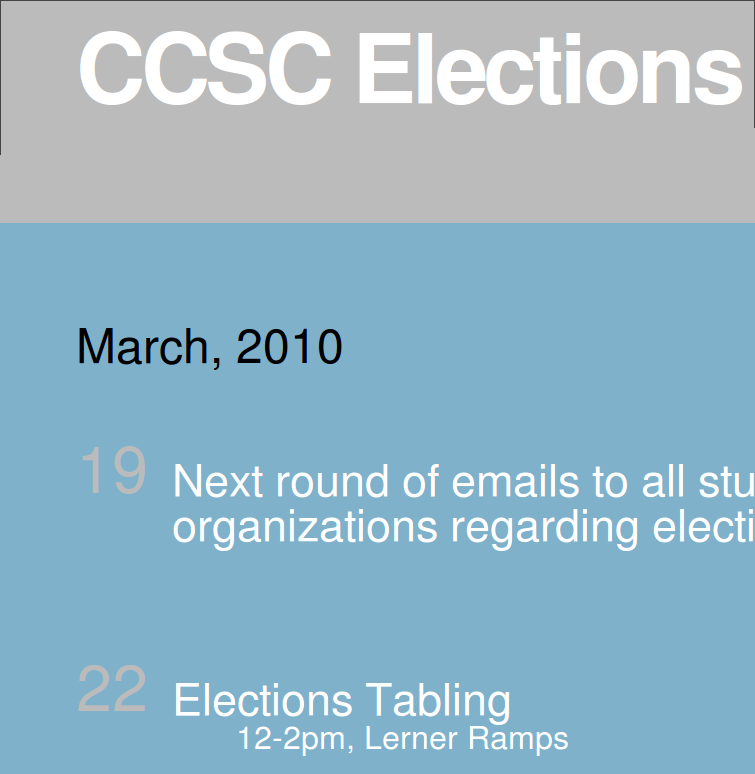 CCSC Elections
March, 2010
19 Next round of emails to all
organizations regarding
22 Elections Tabling
12-2pm, Lerner Ramps